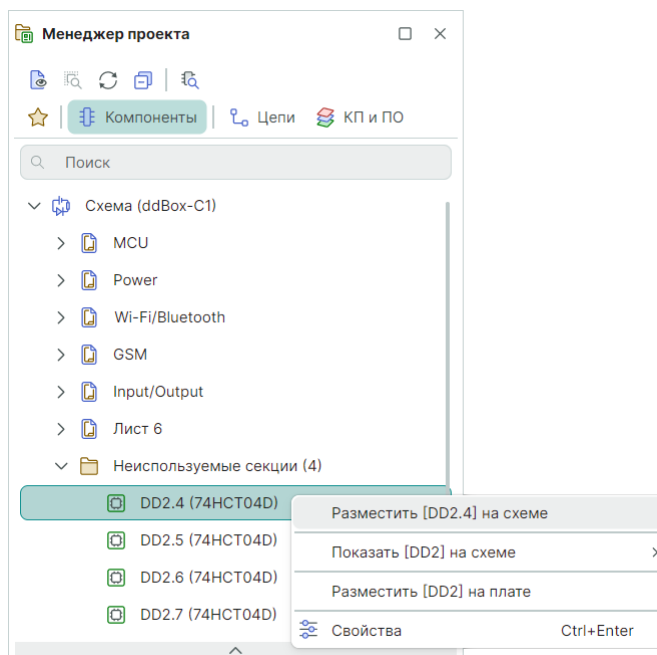 Менеджер проекта
Компоненты
Цепи
КП и ПО
Поиск
Схема (ddBox-C1)
MCU
Power
Wi-Fi/Bluetooth
GSM
Input/Output
Лист 6
Неиспользуемые секции (4)
DD2.4 (74HCT04D)
Разместить [DD2.4] на схеме
DD2.5 (74HCT04D)
Показать [DD2] на схеме
DD2.6 (74HCT04D)
Разместить [DD2] на плате
DD2.7 (74HCT04D)
Свойства Ctrl+Enter